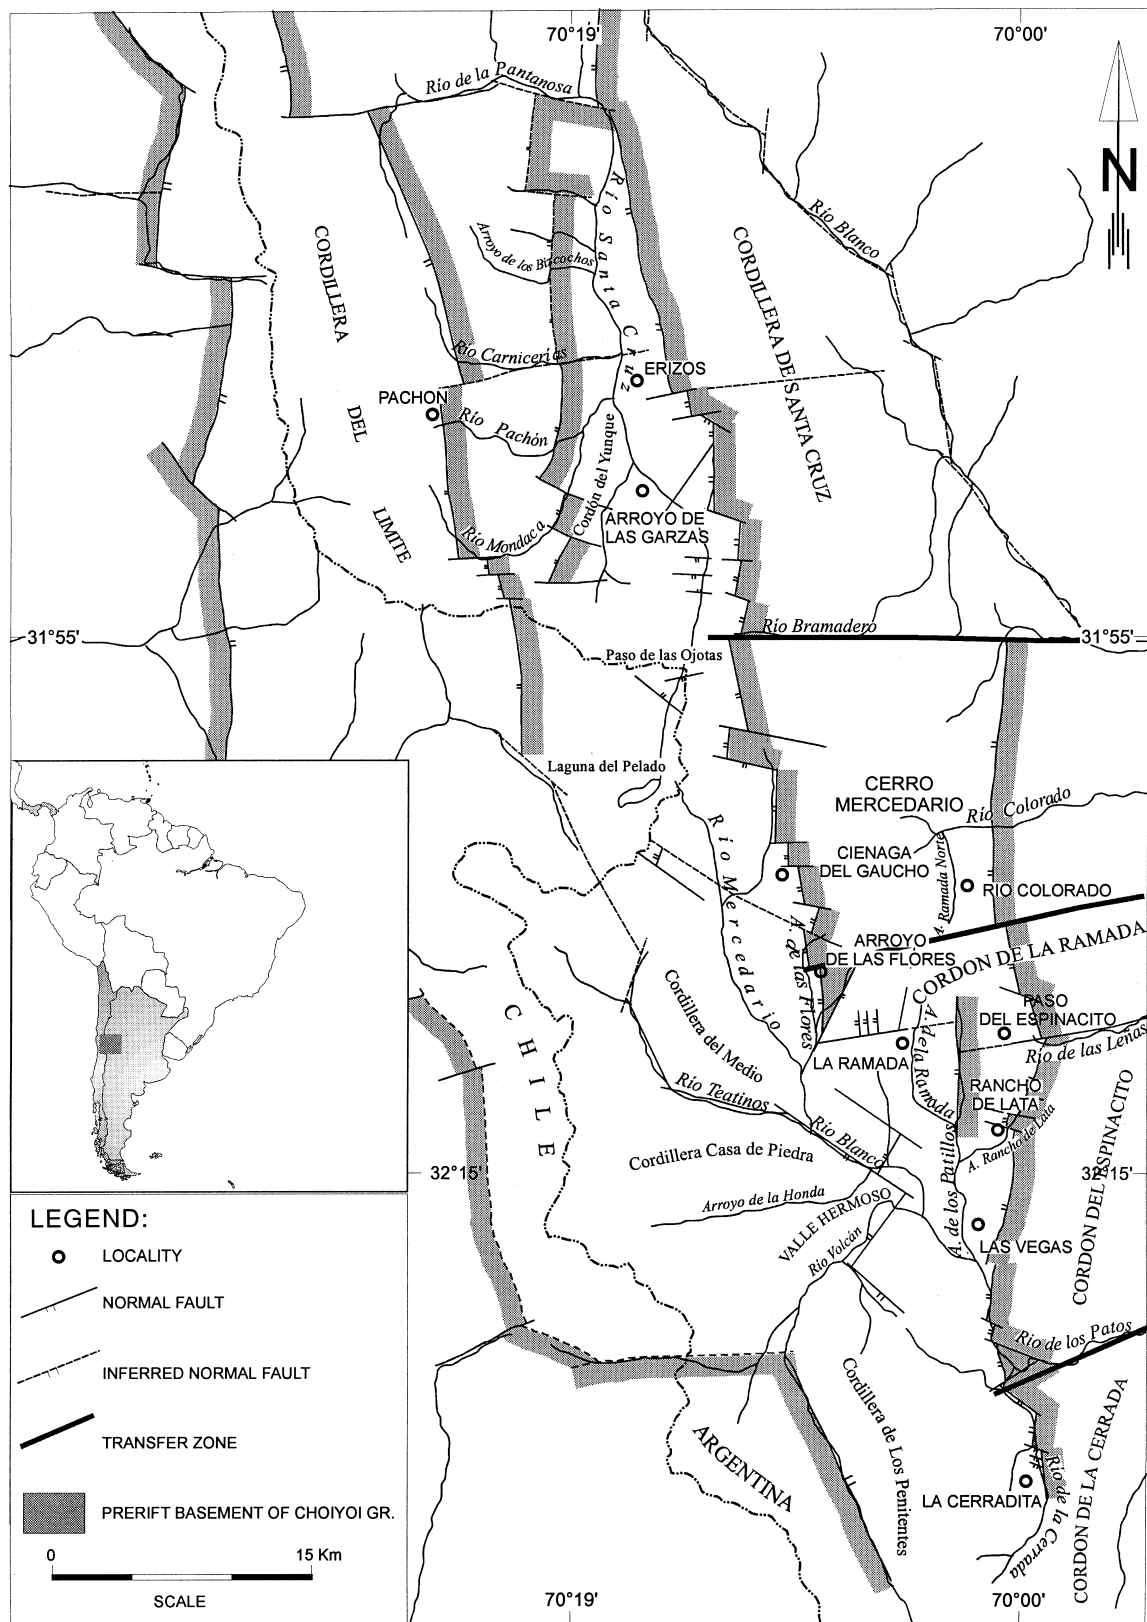 70°19'
70°00'
Río de la Pantanosa
N
Río Santa Cruz
Río Blanco
CORDILLERA
DEL
LIMITE
CORDILLERA DE SANTA CRUZ
Arroyo de los Bizcochos
Río Carnicerías
ERIZOS
PACHON
Río Pachón
Cordón del Yunque
ARROYO DE
LAS GARZAS
Río Mondaca
31°55'
Río Bramadero
31°55'
Paso de las Ojotas
Laguna del Pelado
CERRO
MERCEDARIO
Río Colorado
Río Mercedario
CIENAGA
DEL GAUCHO
A. Ramada Norte
RIO COLORADO
A. de las Flores
ARROYO
DE LAS FLORES
CORDON DE LA RAMADA
CHILE
Cordillera del Medio
PASO
DEL ESPINACITO
A. de la Ramada
Río de las Leñas
LA RAMADA
Río Teatinos
RANCHO
DE LATA
A. Rancho de Lata
Río Blanco
Cordillera Casa de Piedra
32°15'
32°15'
A. de los Patillos
CORDON DEL ESPINACITO
Arroyo de la Honda
VALLE HERMOSO
Río Volcán
LAS VEGAS
Río de los Patos
Cordillera de Los Penitentes
ARGENTINA
LA CERRADITA
Río de la Cerrada
CORDON DE LA CERRADA
LEGEND:
LOCALITY
NORMAL FAULT
INFERRED NORMAL FAULT
TRANSFER ZONE
PRERIFT BASEMENT OF CHOIYOI GR.
0 15 Km
SCALE
70°19'
70°00'